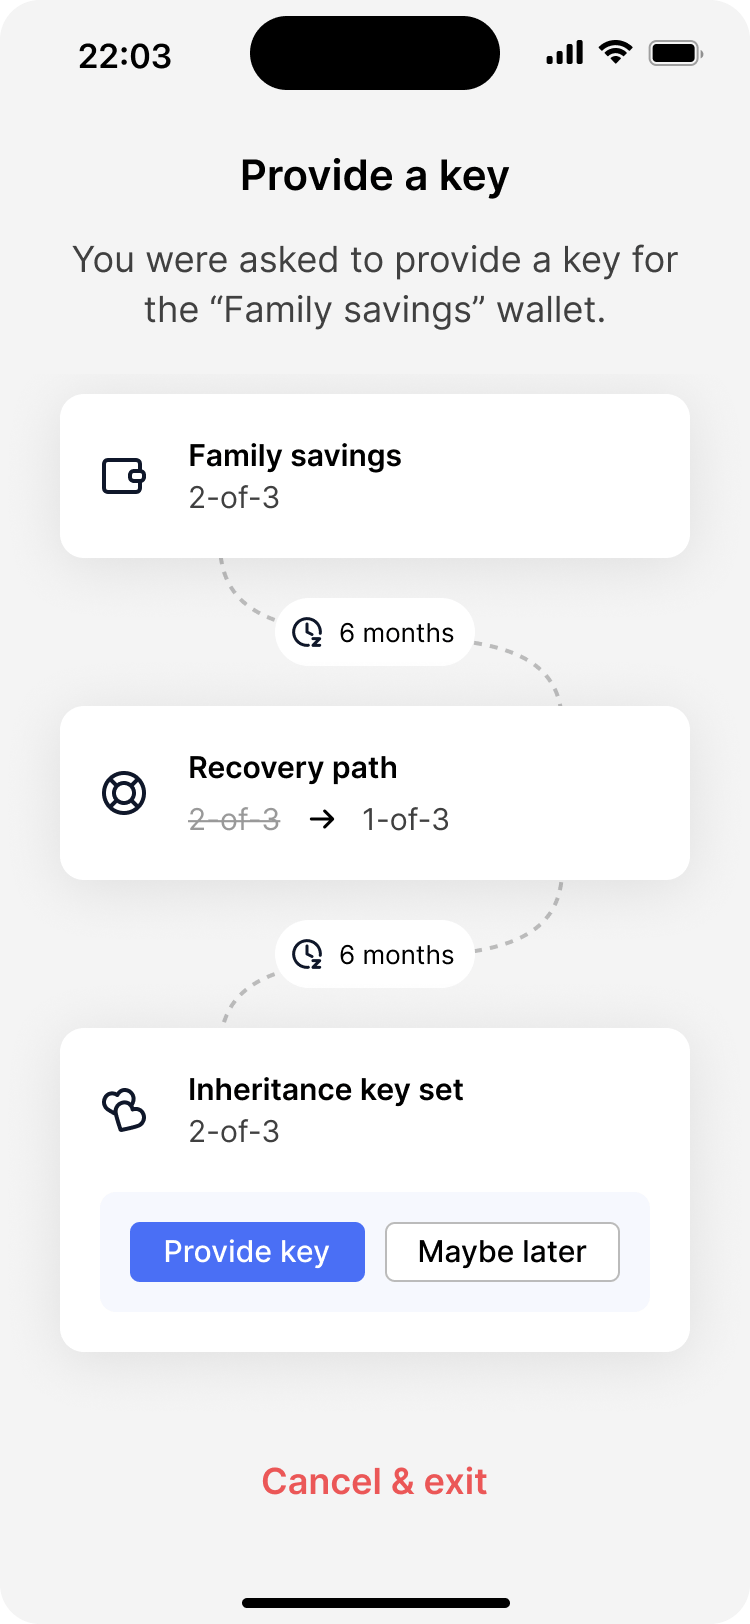 22:03
Provide a key
You were asked to provide a key for
the “Family savings” wallet.
Family savings
2-of-3
6 months
Recovery path
2-of-3 → 1-of-3
6 months
Inheritance key set
2-of-3
Provide key Maybe later
Cancel & exit